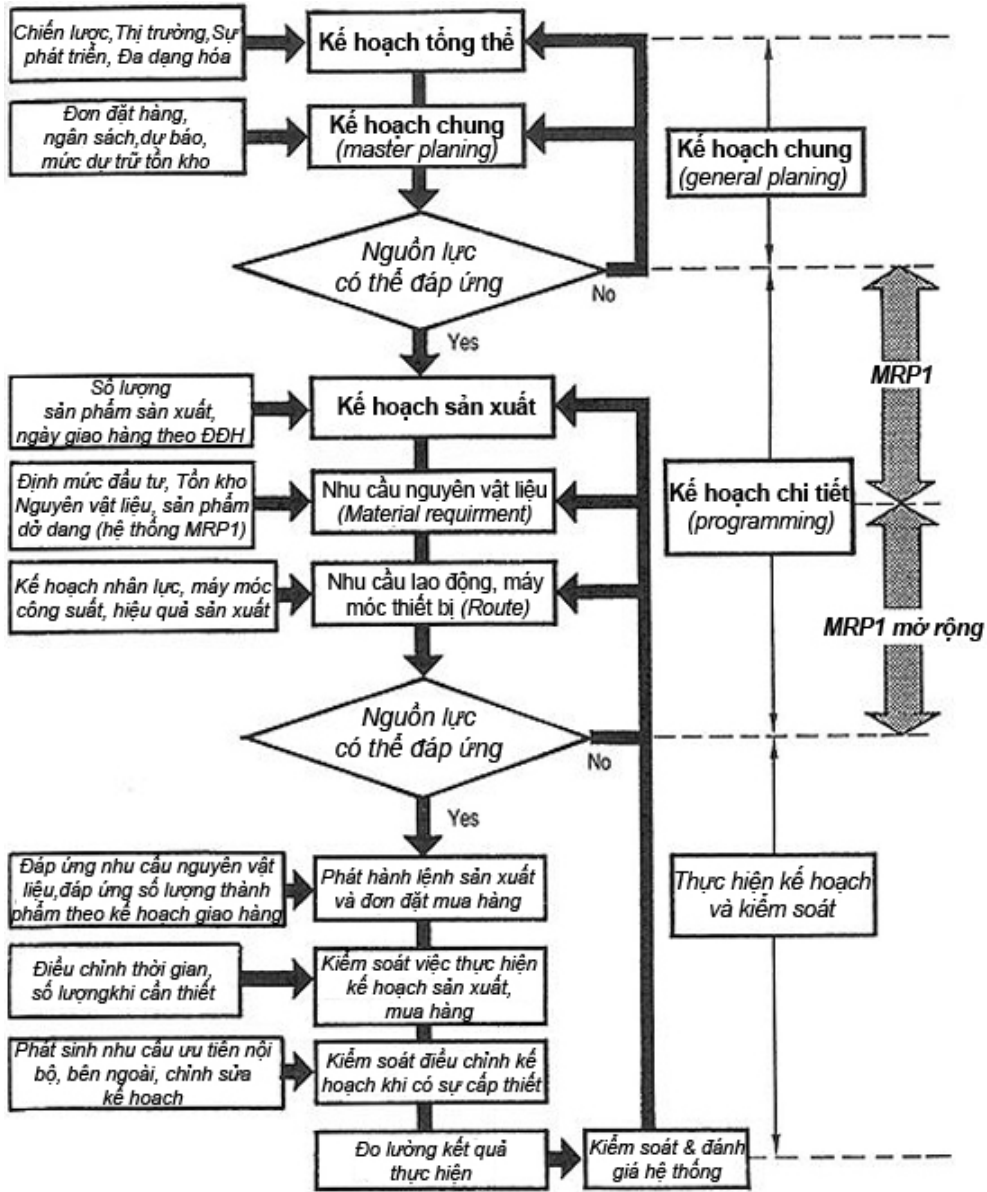 Chiến lược,Thị trường,Sự
phát triển, Đa dạng hóa
Kế hoạch tổng thể
Đơn đặt hàng,
ngân sách,dự báo,
mức dự trữ tồn kho
Kế hoạch chung
(master planing)
Kế hoạch chung
(general planing)
Nguồn lực
có thể đáp ứng
No
Yes
MRP1
Số lượng
sản phẩm sàn xuất,
ngày giao hàng theo ĐĐH
Kế hoạch sản xuất
Định mức đầu tư, Tồn kho
Nguyên vật liệu, sản phẩm
dở dang (hệ thống MRP1)
Nhu cầu nguyên vật liệu
(Material requirment)
Kế hoạch chi tiết
(programming)
Kế hoạch nhân lực, máy móc
công suất, hiệu quả sản xuất
Nhu cầu lao động, máy
móc thiết bị (Route)
MRP1 mở rộng
Nguồn lực
có thể đáp ứng
No
Yes
Đáp ứng nhu cầu nguyên vật
liệu,đáp ứng số lượng thành
phẩm theo kế hoạch giao hàng
Phát hành lệnh sản xuất
và đơn đặt mua hàng
Thực hiện kế hoạch
và kiểm soát
Điều chỉnh thời gian,
số lượngkhi cần thiết
Kiểm soát việc thực hiện
kế hoạch sản xuất,
mua hàng
Phát sinh nhu cầu ưu tiên nội
bộ, bên ngoài, chỉnh sửa
kế hoach
Kiểm soát điều chỉnh kế
hoạch khi có sự cấp thiết
Đo lường kết quả
thực hiện
Kiểm soát & đánh
giá hệ thống